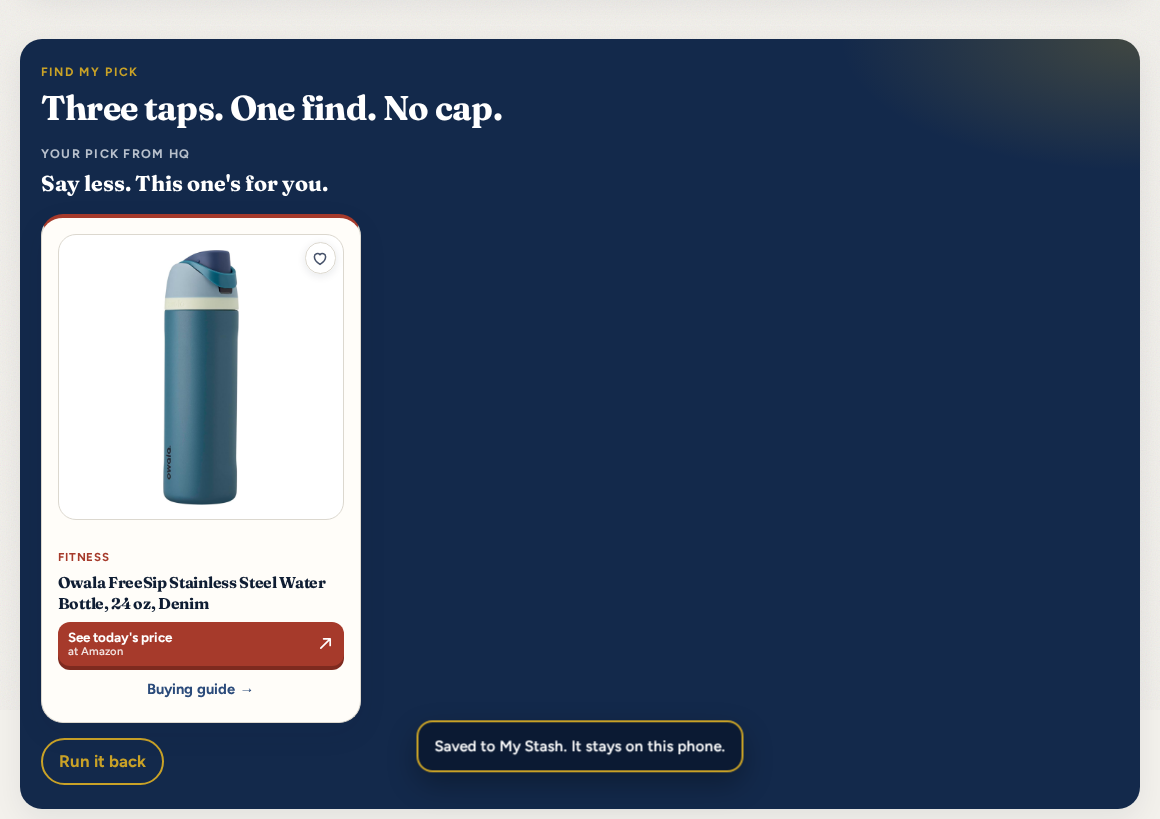 FIND MY PICK
Three taps. One find. No cap.
YOUR PICK FROM HQ
Say less. This one's for you.
owala
FITNESS
Owala FreeSip Stainless Steel Water
Bottle, 24 oz, Denim
See today's price
at Amazon
Buying guide →
Run it back
Saved to My Stash. It stays on this phone.